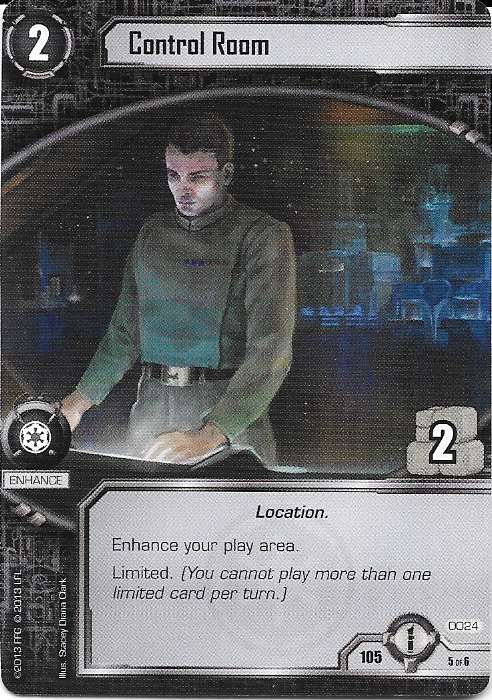 2
Control Room
2
ENHANCE
Location.
Enhance your play area.
Limited. (You cannot play more than one
limited card per turn.)
0024
105
5 OF 6
©2013 FFG © 2013 LFL
Illus. Stacey Diana Clark